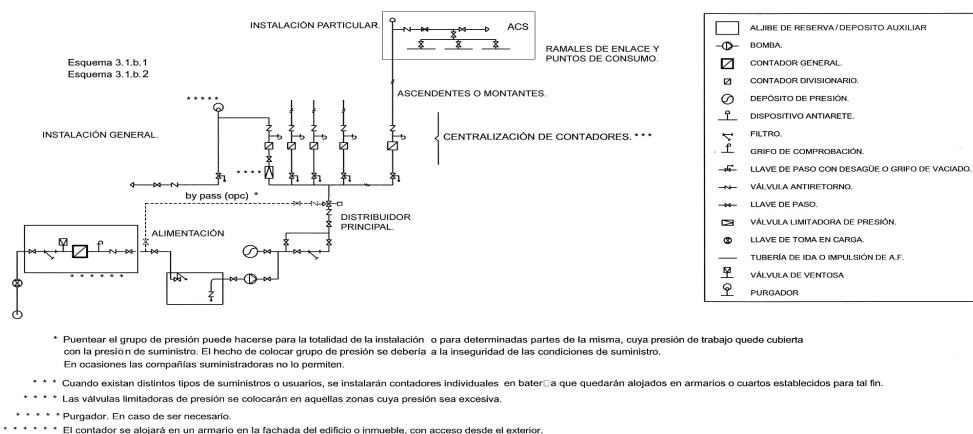 INSTALACIÓN PARTICULAR.
ACS
RAMALES DE ENLACE Y
PUNTOS DE CONSUMO.
Esquema 3.1.b.1
Esquema 3.1.b.2
ASCENDENTES O MONTANTES.
* * * * *
INSTALACIÓN GENERAL.
CENTRALIZACIÓN DE CONTADORES. * * *
* * * *
by pass (opc) *
DISTRIBUIDOR
PRINCIPAL.
ALIMENTACIÓN
* * * * * *
ALJIBE DE RESERVA/DEPOSITO AUXILIAR
BOMBA.
CONTADOR GENERAL.
CONTADOR DIVISIONARIO.
DEPÓSITO DE PRESIÓN.
DISPOSITIVO ANTIARETE.
FILTRO.
GRIFO DE COMPROBACIÓN.
LLAVE DE PASO CON DESAGÜE O GRIFO DE VACIADO.
VÁLVULA ANTIRETORNO.
LLAVE DE PASO.
VÁLVULA LIMITADORA DE PRESIÓN.
LLAVE DE TOMA EN CARGA.
TUBERÍA DE IDA O IMPULSIÓN DE A.F.
VÁLVULA DE VENTOSA
PURGADOR
* Puentear el grupo de presión puede hacerse para la totalidad de la instalación o para determinadas partes de la misma, cuya presión de trabajo quede cubierta
con la presión de suministro. El hecho de colocar grupo de presión se debería a la inseguridad de las condiciones de suministro.
En ocasiones las compañías suministradoras no lo permiten.
* * * Cuando existan distintos tipos de suministros o usuarios, se instalarán contadores individuales en bater□a que quedarán alojados en armarios o cuartos establecidos para tal fin.
* * * * Las válvulas limitadoras de presión se colocarán en aquellas zonas cuya presión sea excesiva.
* * * * * Purgador. En caso de ser necesario.
* * * * * * El contador se alojará en un armario en la fachada del edificio o inmueble, con acceso desde el exterior.